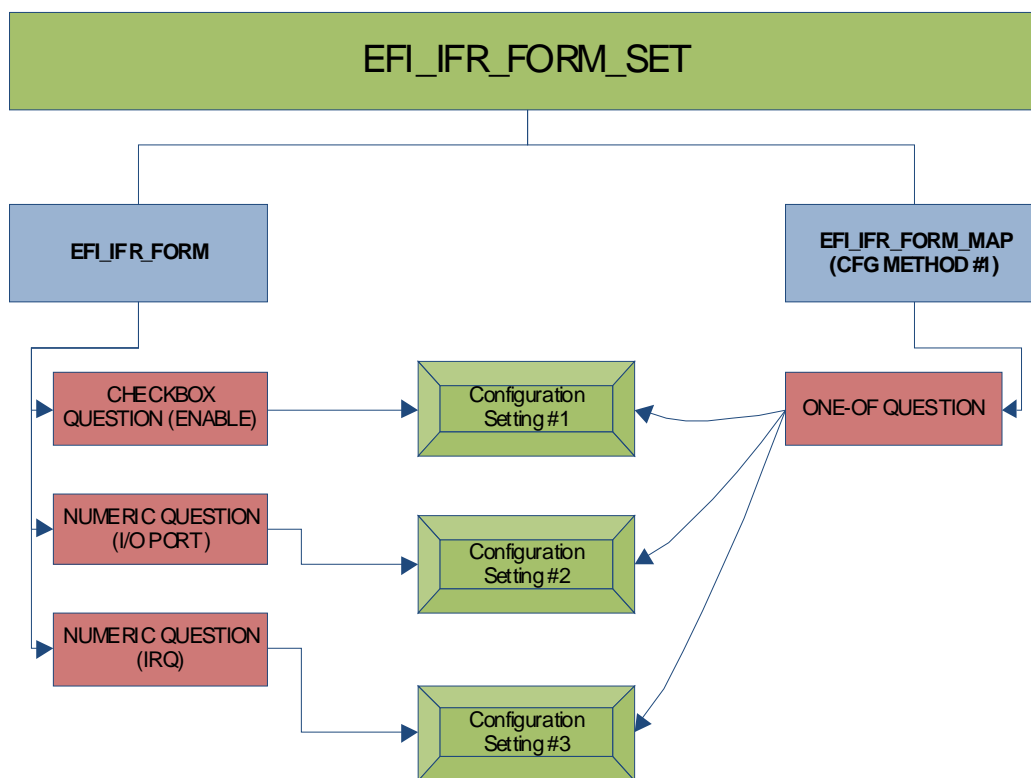 EFI_IFR_FORM_SET
EFI_IFR_FORM
EFI_IFR_FORM_MAP
(CFG METHOD #1)
CHECKBOX
QUESTION (ENABLE)
Configuration
Setting #1
ONE-OF QUESTION
NUMERIC QUESTION
(I/O PORT)
Configuration
Setting #2
NUMERIC QUESTION
(IRQ)
Configuration
Setting #3